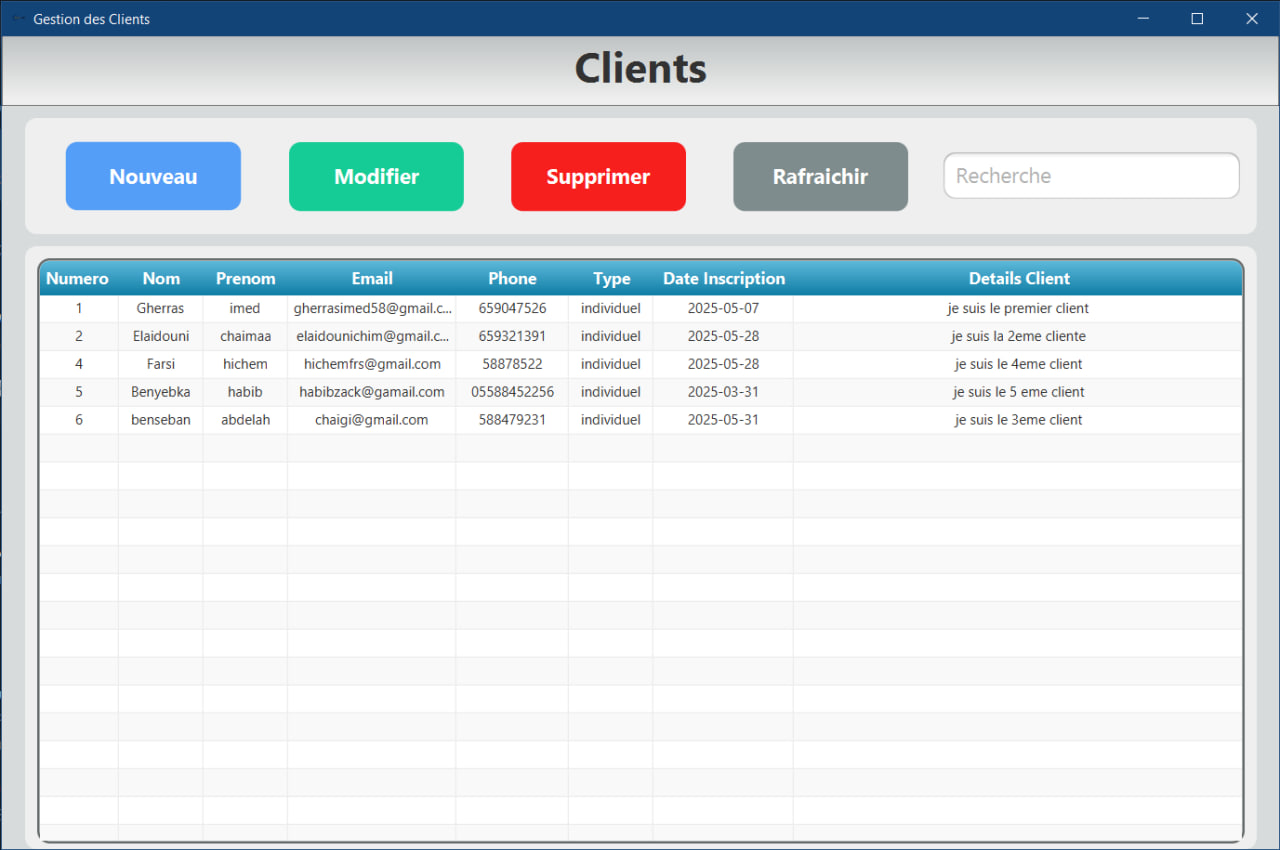 Gestion des Clients
Clients
Nouveau Modifier Supprimer Rafraichir Recherche
Numero Nom Prenom Email Phone Type Date Inscription Details Client
1 Gherras imed gherrasimed58@gmail.c... 659047526 individuel 2025-05-07 je suis le premier client
2 Elaidouni chaimaa elaidounichim@gmail.c... 659321391 individuel 2025-05-28 je suis la 2eme cliente
4 Farsi hichem hichemfrs@gmail.com 58878522 individuel 2025-05-28 je suis le 4eme client
5 Benyebka habib habibzack@gamail.com 05588452256 individuel 2025-03-31 je suis le 5 eme client
6 benseban abdelah chaigi@gmail.com 588479231 individuel 2025-05-31 je suis le 3eme client